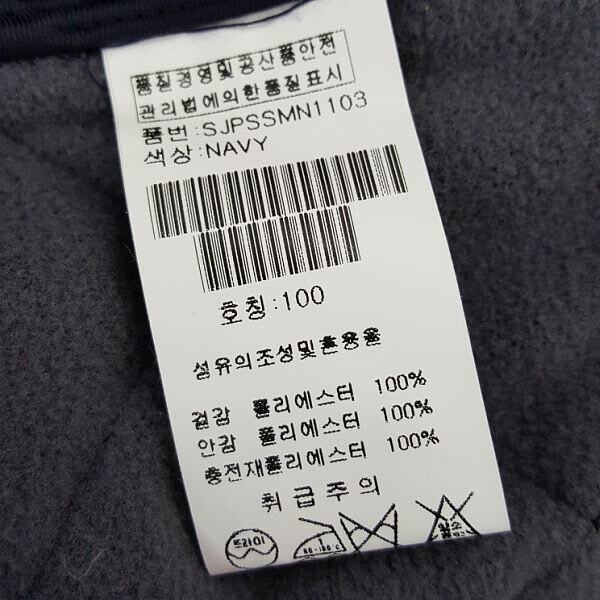 품질경영및공산품안전
관리법에의한품질표시
품번:SJPSSMN1103
색상:NAVY
호칭:100
섬유의조성및혼용율
겉감 폴리에스터 100%
안감 폴리에스터 100%
충전재폴리에스터 100%
취급주의
드라이
염소